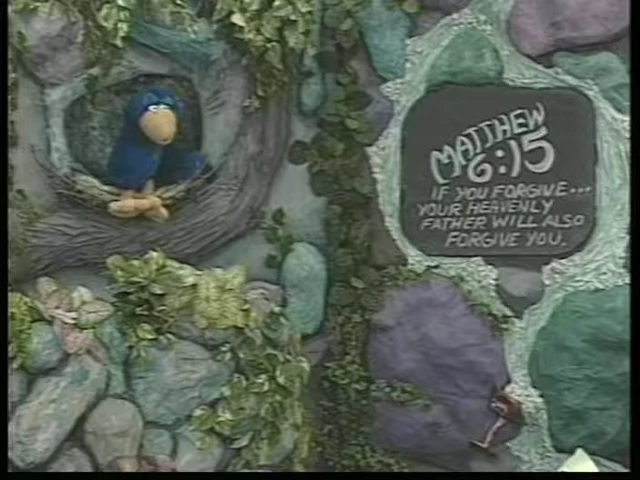 MATTHEW
6:15
IF YOU FORGIVE...
YOUR HEAVENLY
FATHER WILL ALSO
FORGIVE YOU.